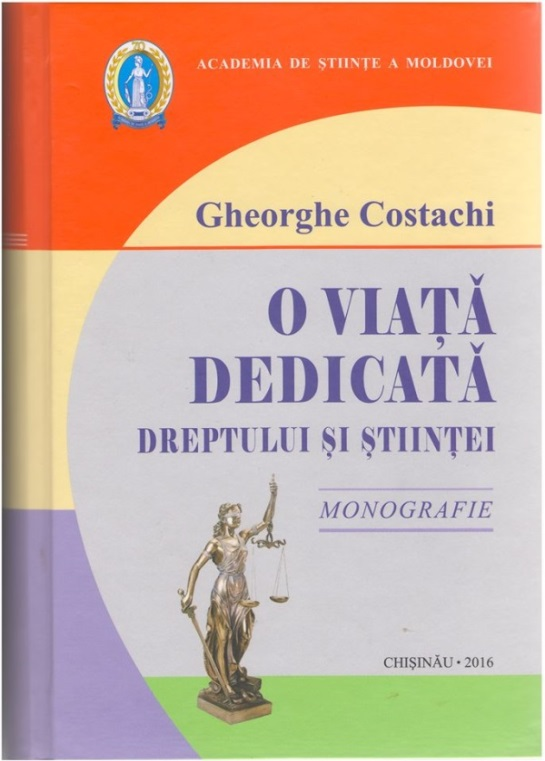 ACADEMIA DE ȘTIINȚE A MOLDOVEI
Gheorghe Costachi
O VIAȚĂ
DEDICATĂ
DREPTULUI ȘI ȘTIINȚEI
MONOGRAFIE
CHIȘINĂU • 2016